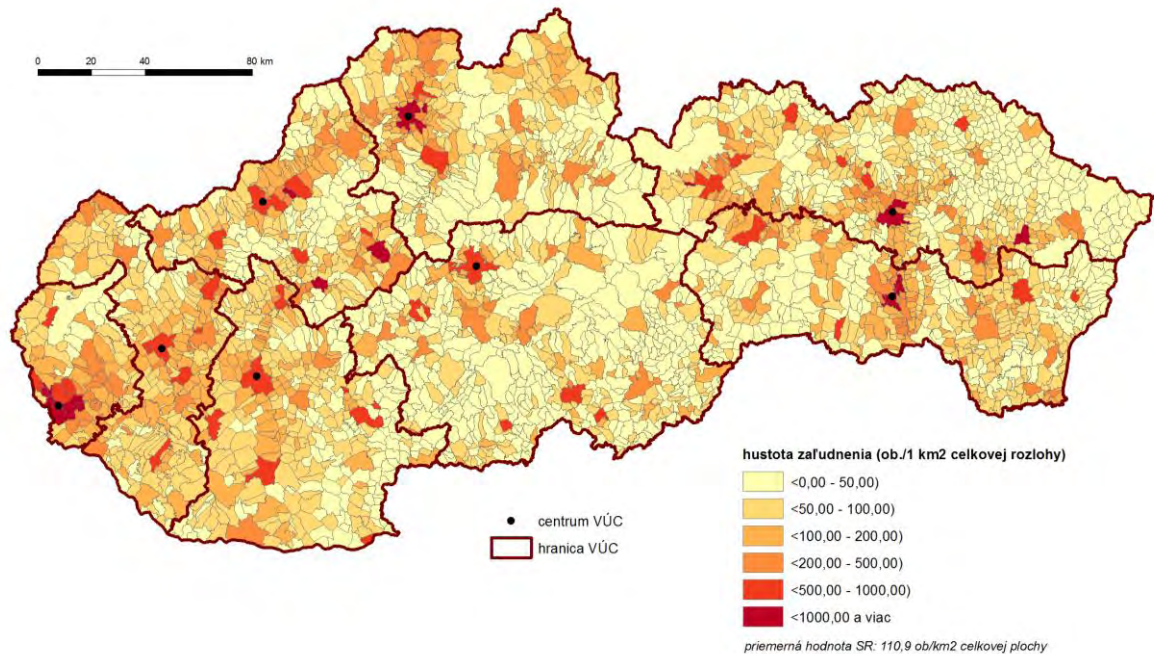 0 20 40 80 km
hustota zaľudnenia (ob./1 km2 celkovej rozlohy)
<0,00 - 50,00)
<50,00 - 100,00)
<100,00 - 200,00)
<200,00 - 500,00)
<500,00 - 1000,00)
<1000,00 a viac
centrum VÚC
hranica VÚC
priemerná hodnota SR: 110,9 ob/km2 celkovej plochy